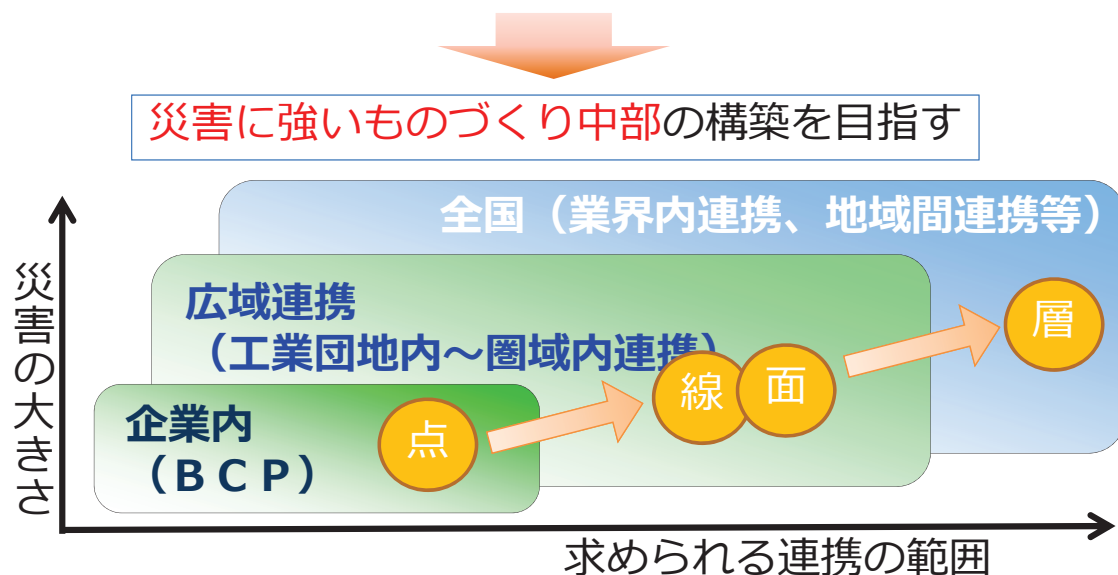 災害に強いものづくり中部の構築を目指す
全国（業界内連携、地域間連携等）
広域連携
（工業団地内～圏域内連携）
企業内
（ＢＣＰ）
点
線
面
層
災害の大きさ
求められる連携の範囲